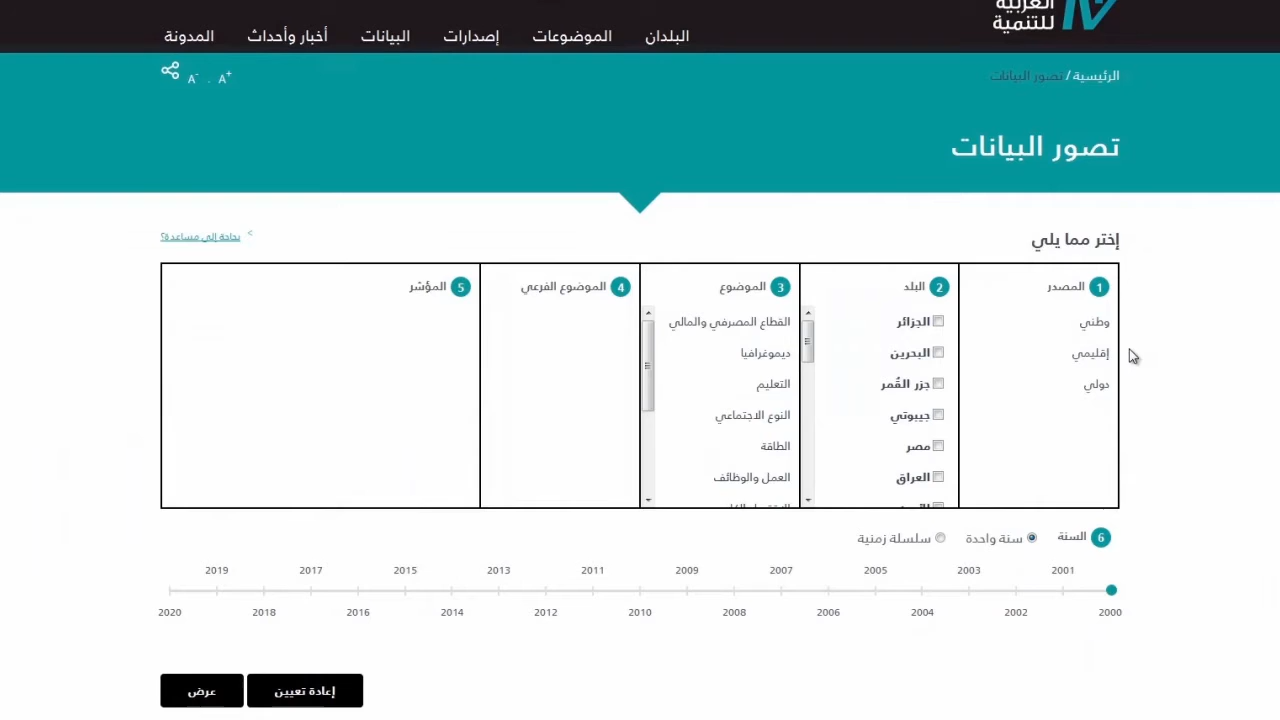 العربية
للتنمية
البلدان
الموضوعات
إصدارات
البيانات
أخبار وأحداث
المدونة
الرئيسية / تصور البيانات
A- . A+
تصور البيانات
إختر مما يلي
> بحاجة إلى مساعدة؟
1 المصدر
وطني
إقليمي
دولي
2 البلد
الجزائر
البحرين
جزر القُمر
جيبوتي
مصر
العراق
3 الموضوع
القطاع المصرفي والمالي
ديموغرافيا
التعليم
النوع الاجتماعي
الطاقة
العمل والوظائف
4 الموضوع الفرعي
5 المؤشر
6 السنة
سنة واحدة
سلسلة زمنية
2001 2003 2005 2007 2009 2011 2013 2015 2017 2019
2000 2002 2004 2006 2008 2010 2012 2014 2016 2018 2020
إعادة تعيين
عرض